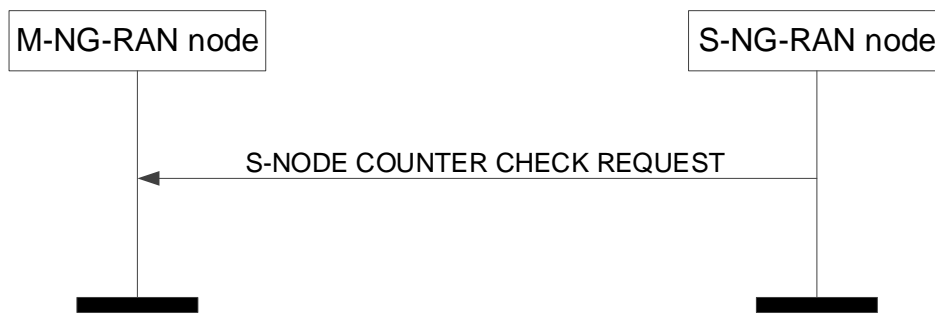 M-NG-RAN node
S-NG-RAN node
S-NODE COUNTER CHECK REQUEST